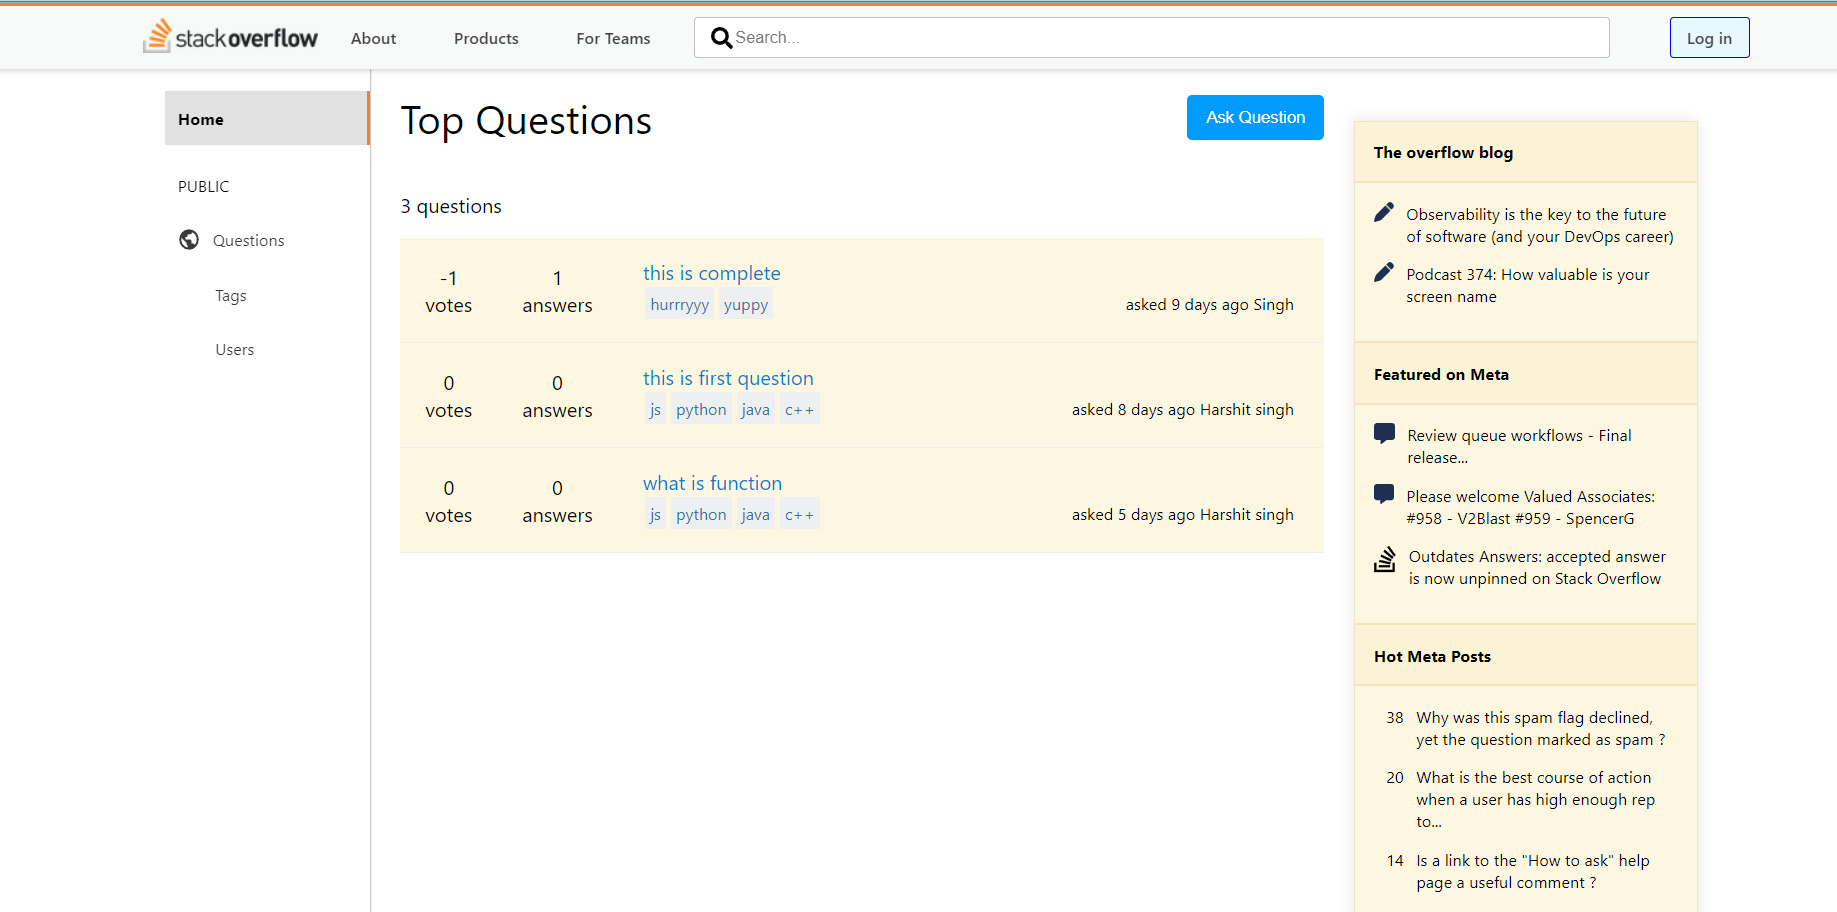 stackoverflow About Products For Teams Search... Log in
Home
PUBLIC
Questions
Tags
Users
Top Questions
Ask Question
3 questions
-1 votes
1 answers
this is complete
hurrryyy yuppy
asked 9 days ago Singh
0 votes
0 answers
this is first question
js python java c++
asked 8 days ago Harshit singh
0 votes
0 answers
what is function
js python java c++
asked 5 days ago Harshit singh
The overflow blog
Observability is the key to the future
of software (and your DevOps career)
Podcast 374: How valuable is your
screen name
Featured on Meta
Review queue workflows - Final
release...
Please welcome Valued Associates:
#958 - V2Blast #959 - SpencerG
Outdates Answers: accepted answer
is now unpinned on Stack Overflow
Hot Meta Posts
38 Why was this spam flag declined,
yet the question marked as spam ?
20 What is the best course of action
when a user has high enough rep
to...
14 Is a link to the "How to ask" help
page a useful comment ?